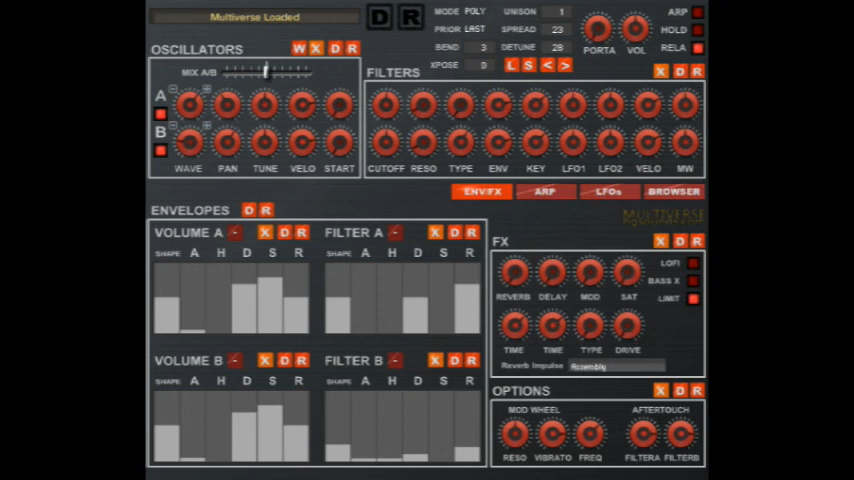 Multiverse Loaded
D R
MODE POLY UNISON 1
PRIOR LAST SPREAD 23
BEND 3 DETUNE 28
XPOSE 0 L S < >
PORTA VOL
ARP
HOLD
RELA
OSCILLATORS W X D R
MIX A/B
A
B
WAVE PAN TUNE VELO START
FILTERS X D R
CUTOFF RESO TYPE ENV KEY LFO1 LFO2 VELO MW
ENV/FX ARP LFOs BROWSER
MULTIVERSE
ENVELOPES D R
VOLUME A - X D R
SHAPE A H D S R
FILTER A - X D R
SHAPE A H D S R
VOLUME B - X D R
SHAPE A H D S R
FILTER B - X D R
SHAPE A H D S R
FX X D R
REVERB DELAY MOD SAT
LOFI
BASS X
LIMIT
TIME TIME TYPE DRIVE
Reverb Impulse Assembly
OPTIONS X D R
MOD WHEEL AFTERTOUCH
RESO VIBRATO FREQ FILTERA FILTERB